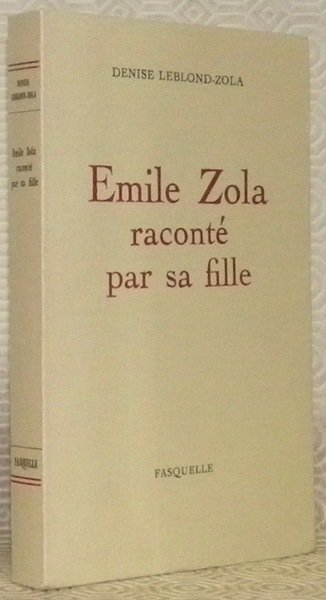 DENISE
LEBLOND-ZOLA
Emile Zola
raconté
par sa fille
FASQUELLE
DENISE LEBLOND-ZOLA
Emile Zola
raconté
par sa fille
FASQUELLE